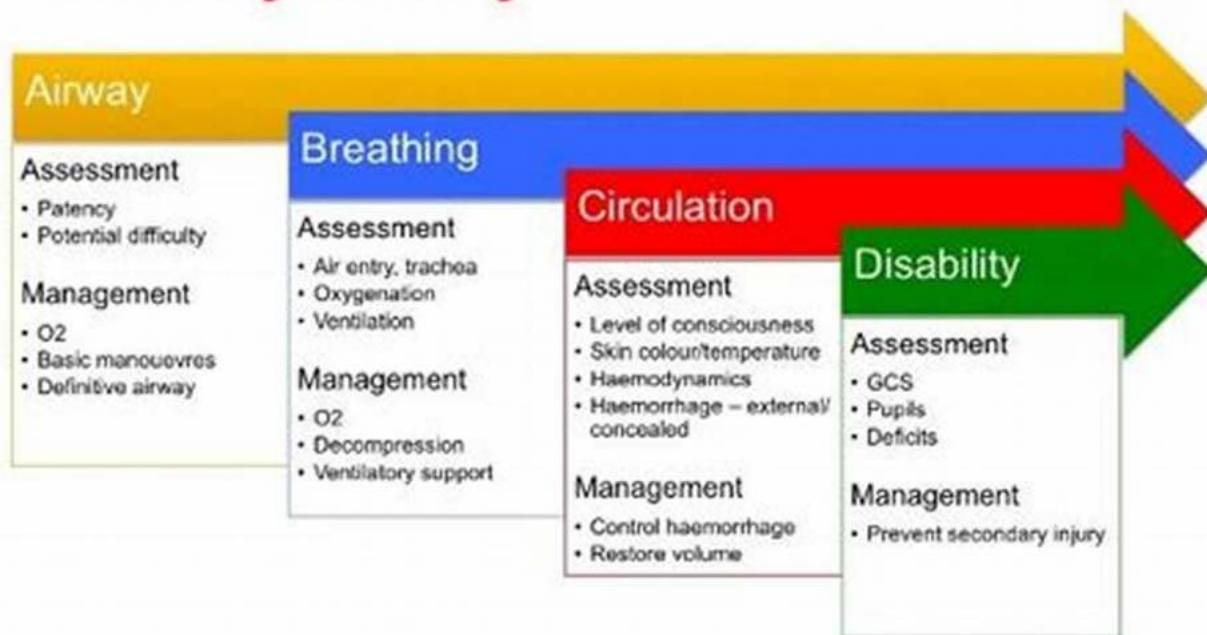 Airway
Assessment
• Patency
• Potential difficulty
Management
• O2
• Basic manouevres
• Definitive airway
Breathing
Assessment
• Air entry, trachea
• Oxygenation
• Ventilation
Management
• O2
• Decompression
• Ventilatory support
Circulation
Assessment
• Level of consciousness
• Skin colour/temperature
• Haemodynamics
• Haemorrhage – external/
concealed
Management
• Control haemorrhage
• Restore volume
Disability
Assessment
• GCS
• Pupils
• Deficits
Management
• Prevent secondary injury